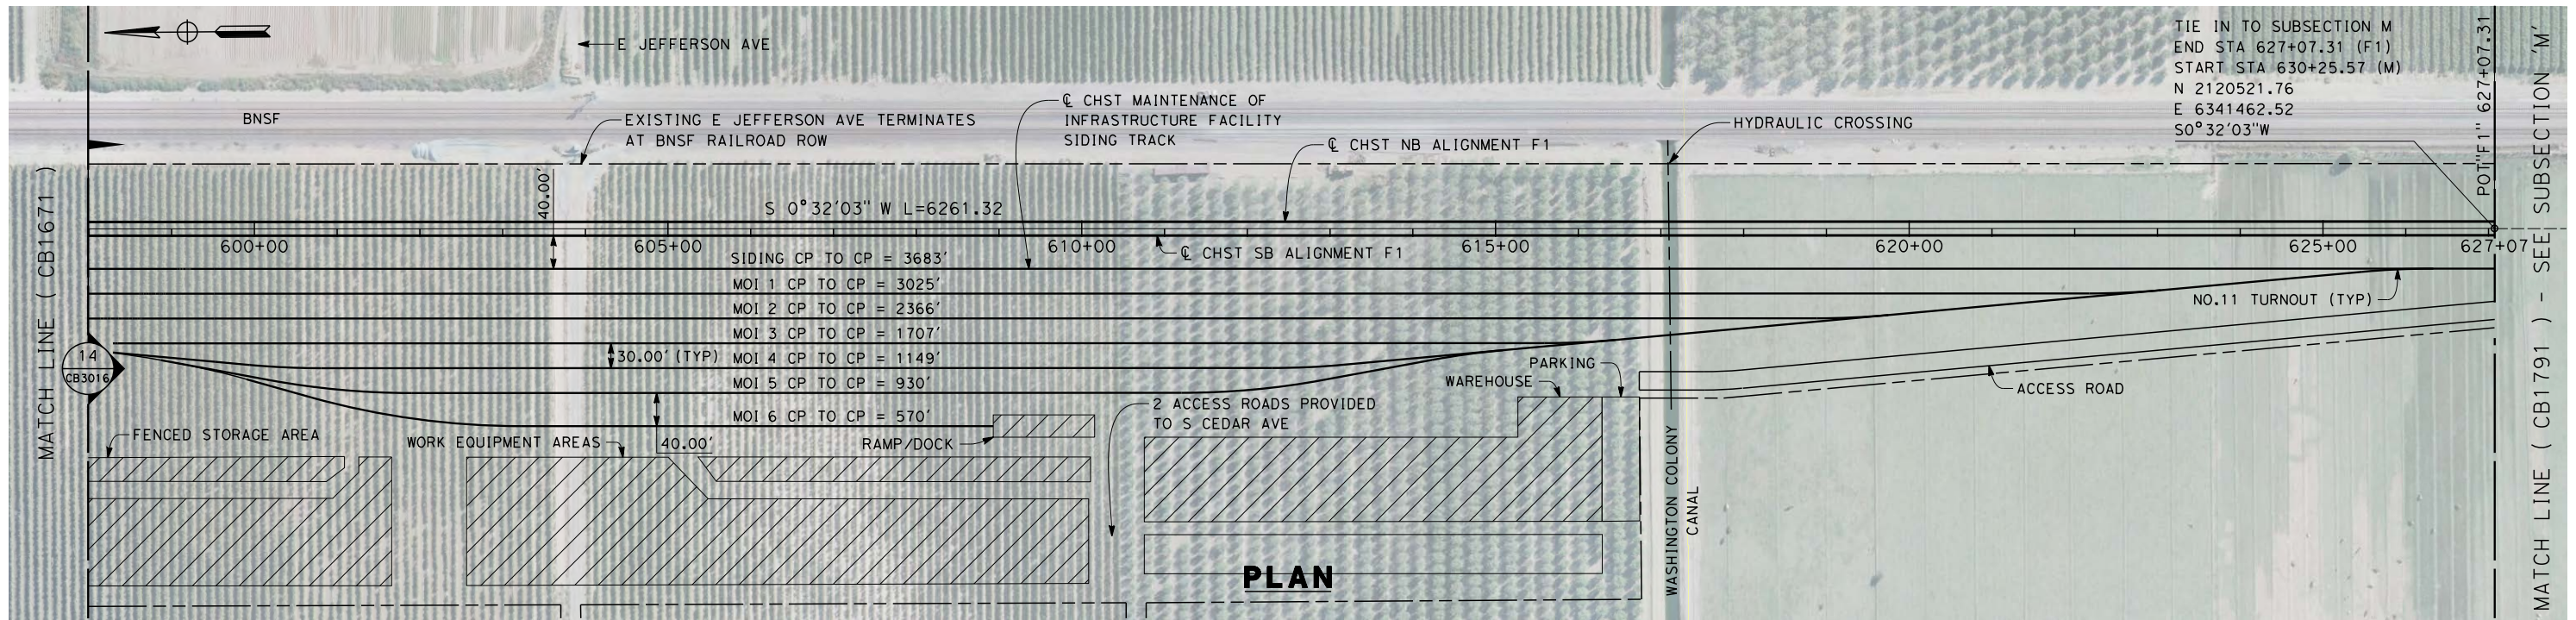 E JEFFERSON AVE
TIE IN TO SUBSECTION M
END STA 627+07.31 (F1)
START STA 630+25.57 (M)
N 2120521.76
E 6341462.52
S0°32'03"W
POT"F1" 627+07.31
BNSF
EXISTING E JEFFERSON AVE TERMINATES
AT BNSF RAILROAD ROW
℄ CHST MAINTENANCE OF
INFRASTRUCTURE FACILITY
SIDING TRACK
℄ CHST NB ALIGNMENT F1
HYDRAULIC CROSSING
MATCH LINE ( CB1671 )
40.00'
S 0°32'03" W L=6261.32
600+00
605+00
610+00
615+00
620+00
625+00
627+07
℄ CHST SB ALIGNMENT F1
SIDING CP TO CP = 3683'
MOI 1 CP TO CP = 3025'
MOI 2 CP TO CP = 2366'
MOI 3 CP TO CP = 1707'
30.00' (TYP)
MOI 4 CP TO CP = 1149'
MOI 5 CP TO CP = 930'
MOI 6 CP TO CP = 570'
NO.11 TURNOUT (TYP)
14
CB3016
PARKING
WAREHOUSE
ACCESS ROAD
2 ACCESS ROADS PROVIDED
TO S CEDAR AVE
FENCED STORAGE AREA
WORK EQUIPMENT AREAS
40.00'
RAMP/DOCK
WASHINGTON COLONY
CANAL
PLAN
MATCH LINE ( CB1791 ) - SEE SUBSECTION 'M'